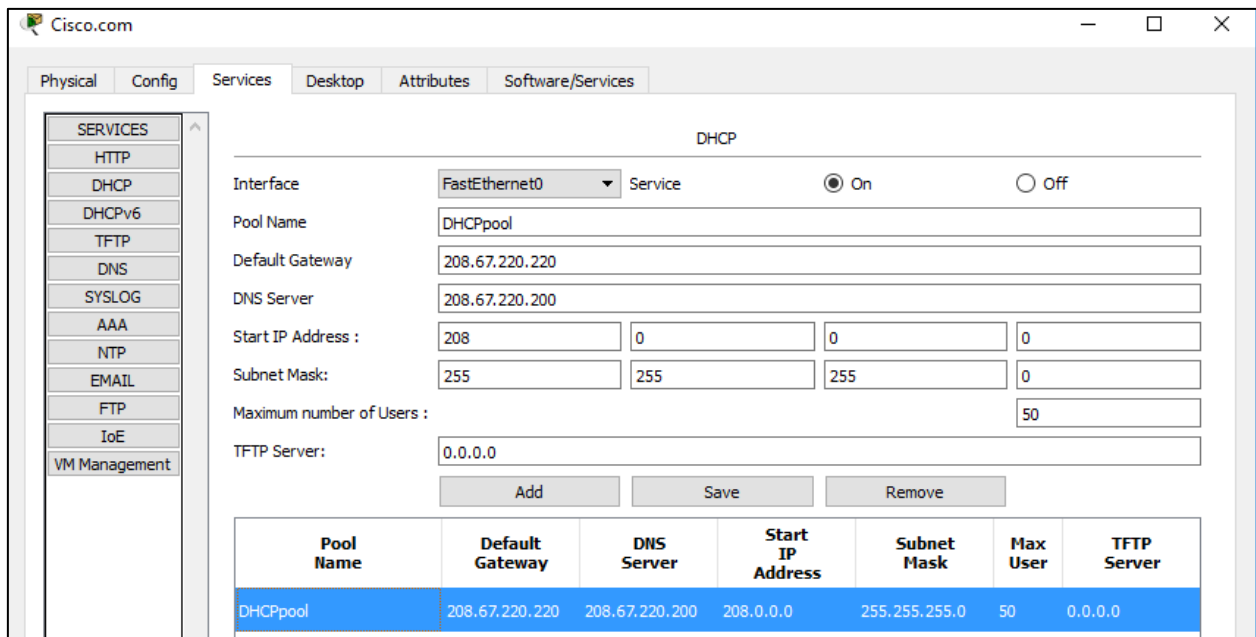 Cisco.com
Physical Config Services Desktop Attributes Software/Services
SERVICES
HTTP
DHCP
DHCPv6
TFTP
DNS
SYSLOG
AAA
NTP
EMAIL
FTP
IoE
VM Management
DHCP
Interface FastEthernet0 Service On Off
Pool Name DHCPpool
Default Gateway 208.67.220.220
DNS Server 208.67.220.200
Start IP Address : 208 0 0 0
Subnet Mask: 255 255 255 0
Maximum number of Users : 50
TFTP Server: 0.0.0.0
Add Save Remove
Pool Name Default Gateway DNS Server Start IP Address Subnet Mask Max User TFTP Server
DHCPpool 208.67.220.220 208.67.220.200 208.0.0.0 255.255.255.0 50 0.0.0.0